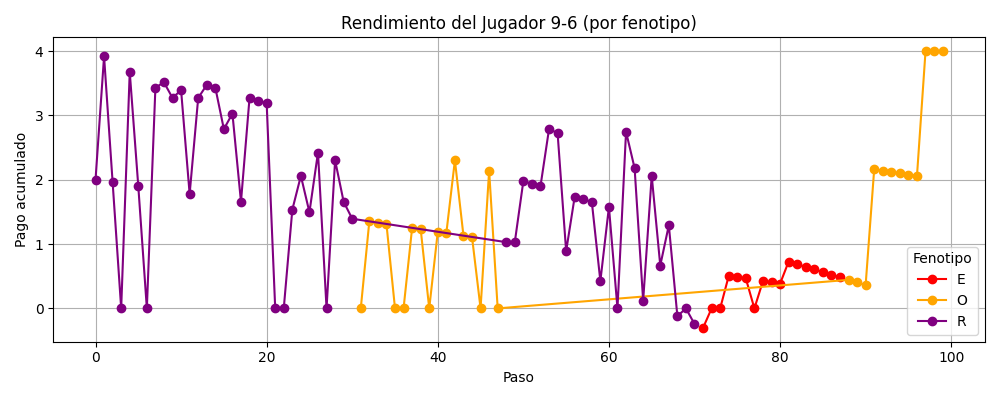 Rendimiento del Jugador 9-6 (por fenotipo)
Pago acumulado
4
3
2
1
0
0
20
40
60
80
100
Paso
Fenotipo
E
O
R